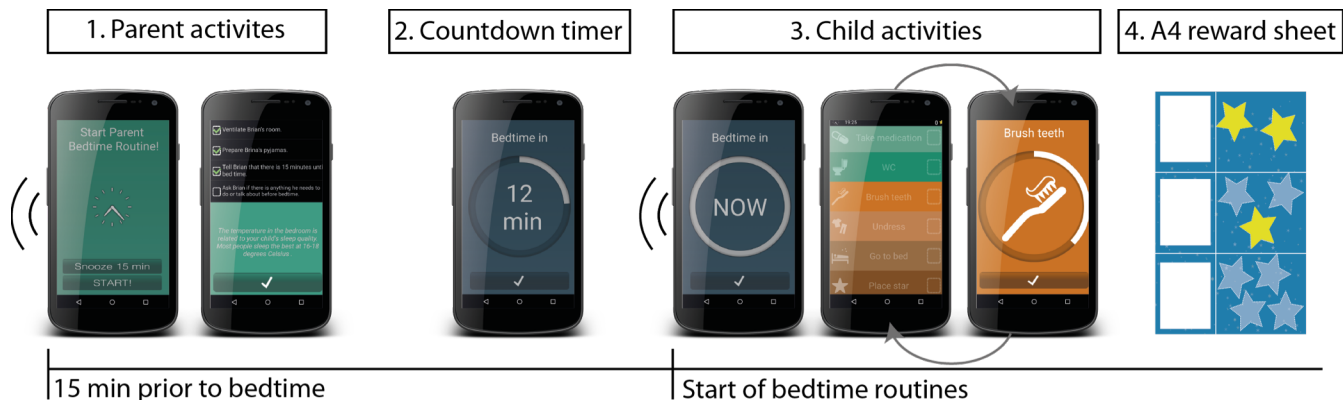 1. Parent activites
2. Countdown timer
3. Child activities
4. A4 reward sheet
Start Parent
Bedtime Routine!
Snooze 15 min
START!
Ventilate Brian's room.
Prepare Brina's pyjamas.
Tell Brian that there is 15 minutes until
bed time.
Ask Brian if there is anything he needs to
do or talk about before bedtime.
The temperature in the bedroom is
related to your child's sleep quality.
Most people sleep the best at 16-18
degrees Celsius.
Bedtime in
12
min
Bedtime in
NOW
19:25
Take medication
WC
Brush teeth
Undress
Go to bed
Place star
Brush teeth
15 min prior to bedtime
Start of bedtime routines